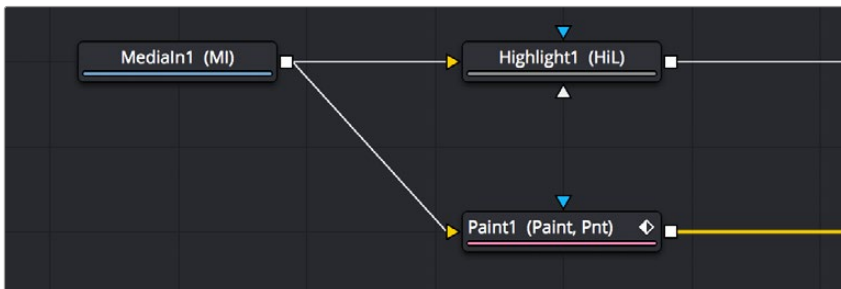 MediaIn1 (MI)
Highlight1 (HiL)
Paint1 (Paint, Pnt)